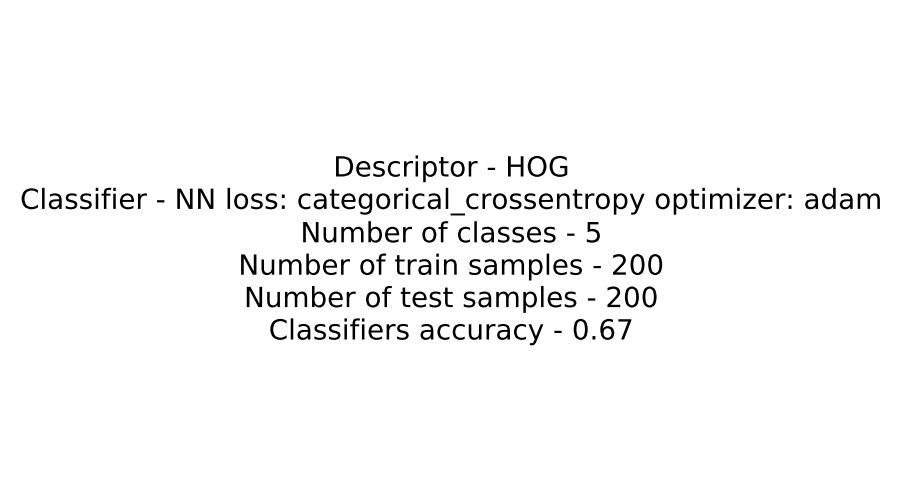 Descriptor - HOG
Classifier - NN loss: categorical_crossentropy optimizer: adam
Number of classes - 5
Number of train samples - 200
Number of test samples - 200
Classifiers accuracy - 0.67